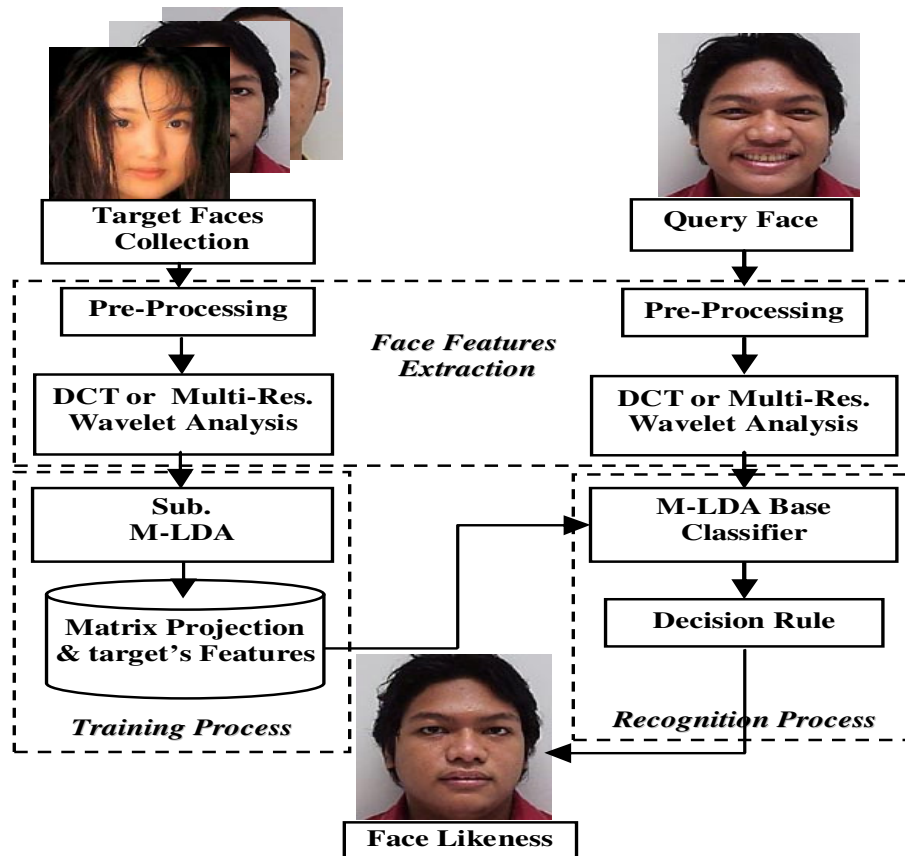 Target Faces
Collection
Query Face
Pre-Processing
Pre-Processing
Face Features
Extraction
DCT or Multi-Res.
Wavelet Analysis
DCT or Multi-Res.
Wavelet Analysis
Sub.
M-LDA
M-LDA Base
Classifier
Matrix Projection
& target's Features
Decision Rule
Training Process
Recognition Process
Face Likeness